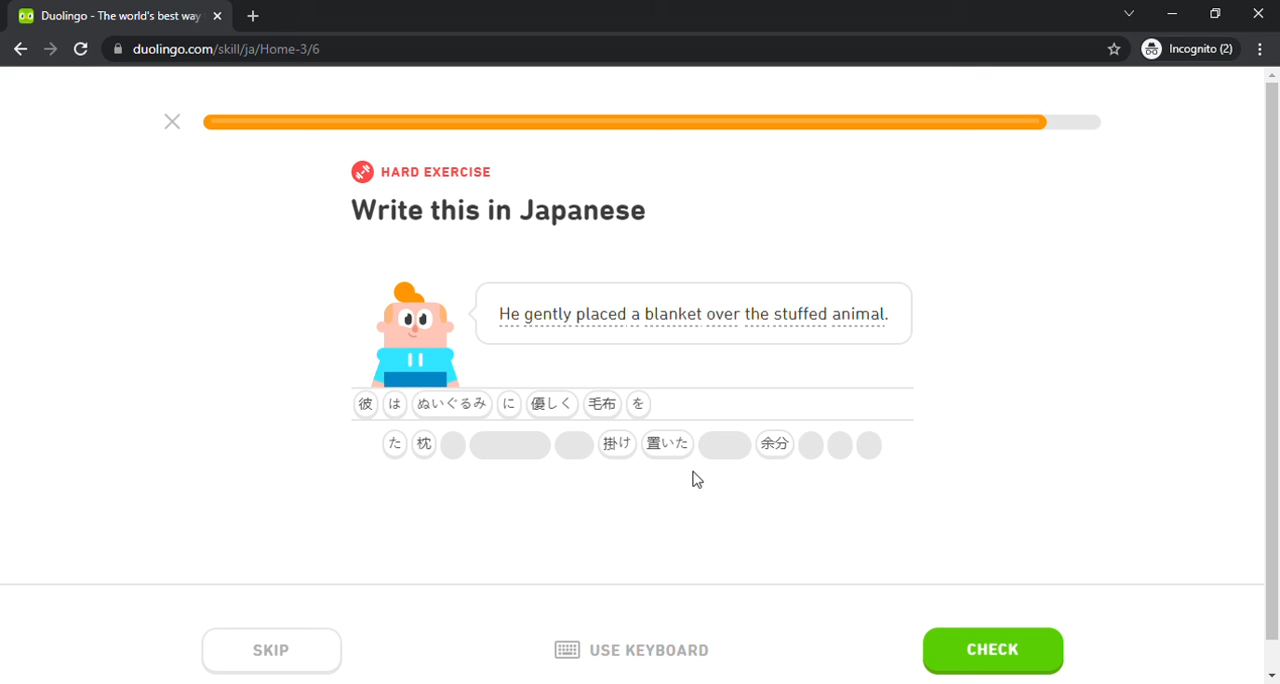 Duolingo - The world's best way
duolingo.com/skill/ja/Home-3/6
Incognito (2)
HARD EXERCISE
Write this in Japanese
He gently placed a blanket over the stuffed animal.
彼 は ぬいぐるみ に 優しく 毛布 を
た 枕 掛け 置いた 余分
SKIP
USE KEYBOARD
CHECK